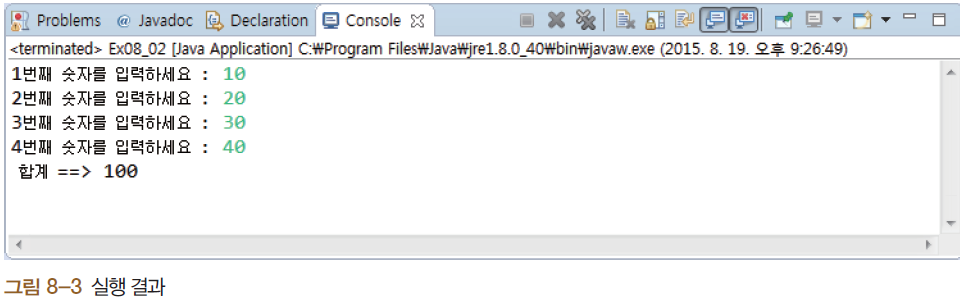 Problems @ Javadoc Declaration Console
<terminated> Ex08_02 [Java Application] C:₩Program Files₩Java₩jre1.8.0_40₩bin₩javaw.exe (2015. 8. 19. 오후 9:26:49)
1번째 숫자를 입력하세요 : 10
2번째 숫자를 입력하세요 : 20
3번째 숫자를 입력하세요 : 30
4번째 숫자를 입력하세요 : 40
합계 ==> 100
그림 8-3 실행 결과